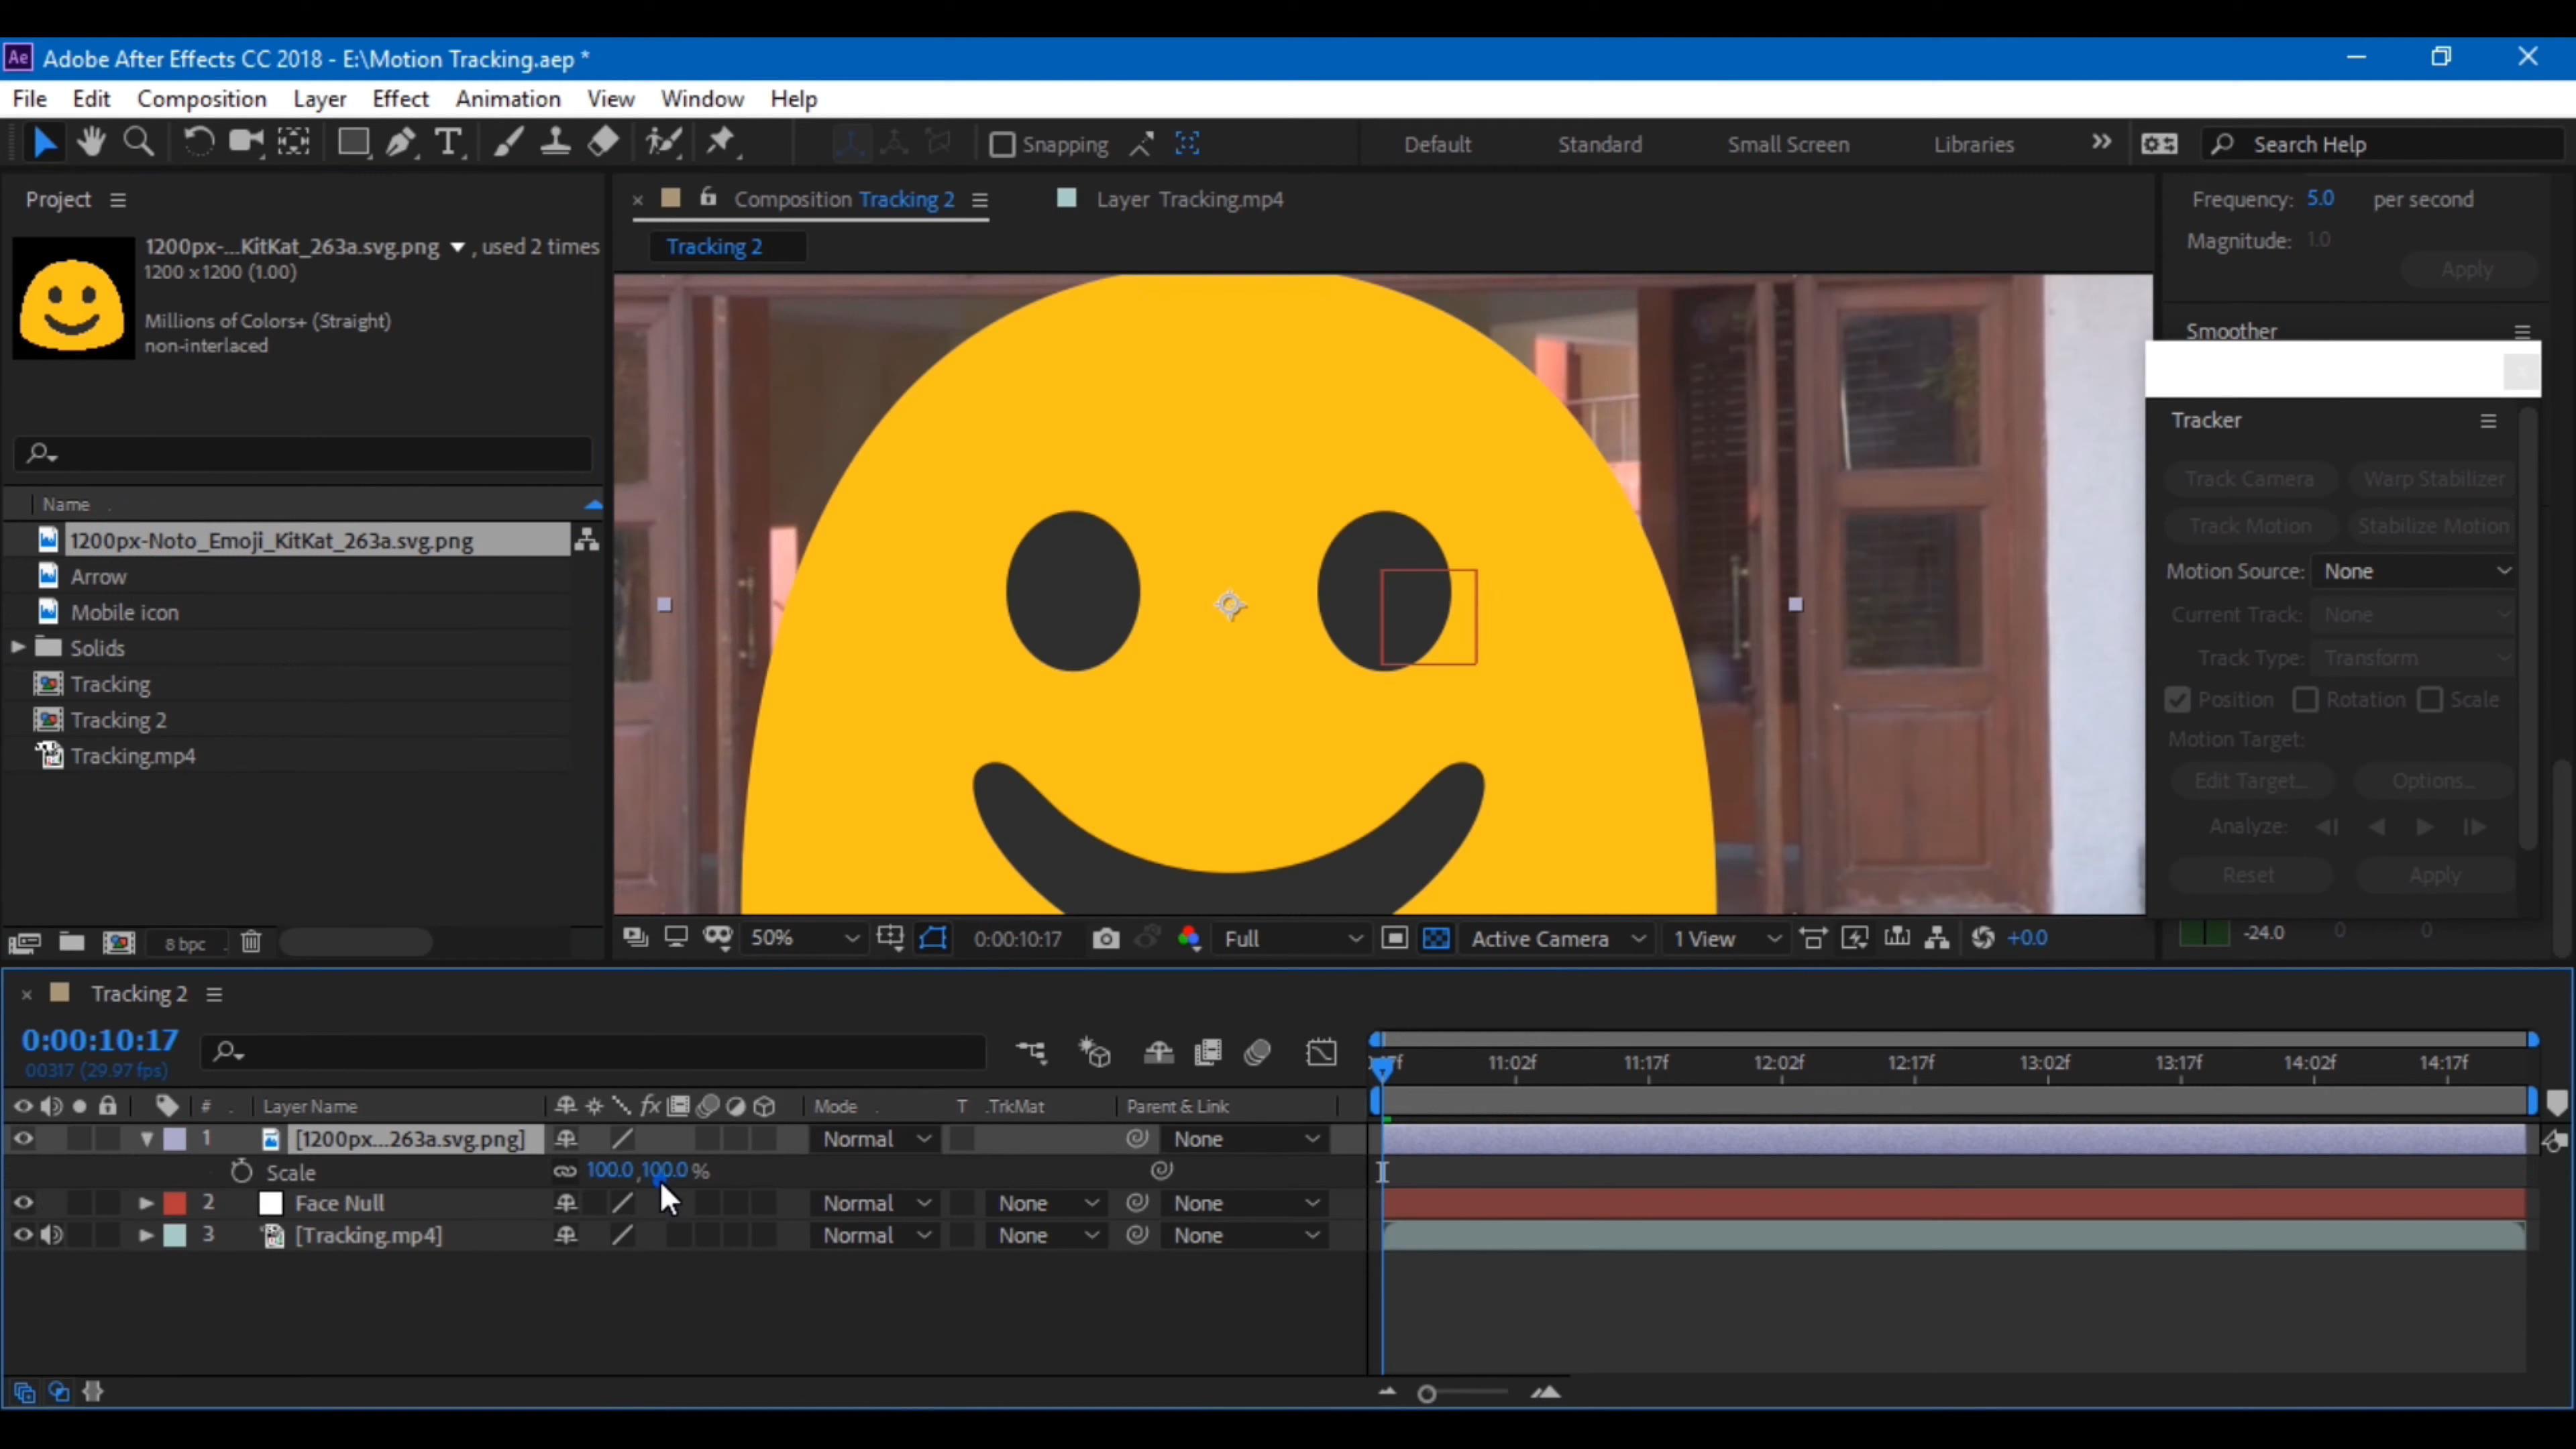 Ae Adobe After Effects CC 2018 - E:\Motion Tracking.aep *
File Edit Composition Layer Effect Animation View Window Help
Snapping Default Standard Small Screen Libraries Search Help
Project
1200px-...KitKat_263a.svg.png , used 2 times
1200 x 1200 (1.00)
Millions of Colors+ (Straight)
non-interlaced
Name
1200px-Noto_Emoji_KitKat_263a.svg.png
Arrow
Mobile icon
Solids
Tracking
Tracking 2
Tracking.mp4
8 bpc
Composition Tracking 2
Layer Tracking.mp4
Tracking 2
50% 0:00:10:17 Full Active Camera 1 View +0.0
Frequency: 5.0 per second
Magnitude: 1.0
Apply
Smoother
Tracker
Track Camera Warp Stabilizer
Track Motion Stabilize Motion
Motion Source: None
Current Track: None
Track Type: Transform
Position Rotation Scale
Motion Target:
Edit Target... Options...
Analyze:
Reset Apply
-24.0 0 0
Tracking 2
0:00:10:17
00317 (29.97 fps)
# Layer Name fx Mode T .TrkMat Parent & Link
1 [1200px...263a.svg.png] Normal None
Scale 100.0,100.0 %
2 Face Null Normal None None
3 [Tracking.mp4] Normal None None
11:02f 11:17f 12:02f 12:17f 13:02f 13:17f 14:02f 14:17f